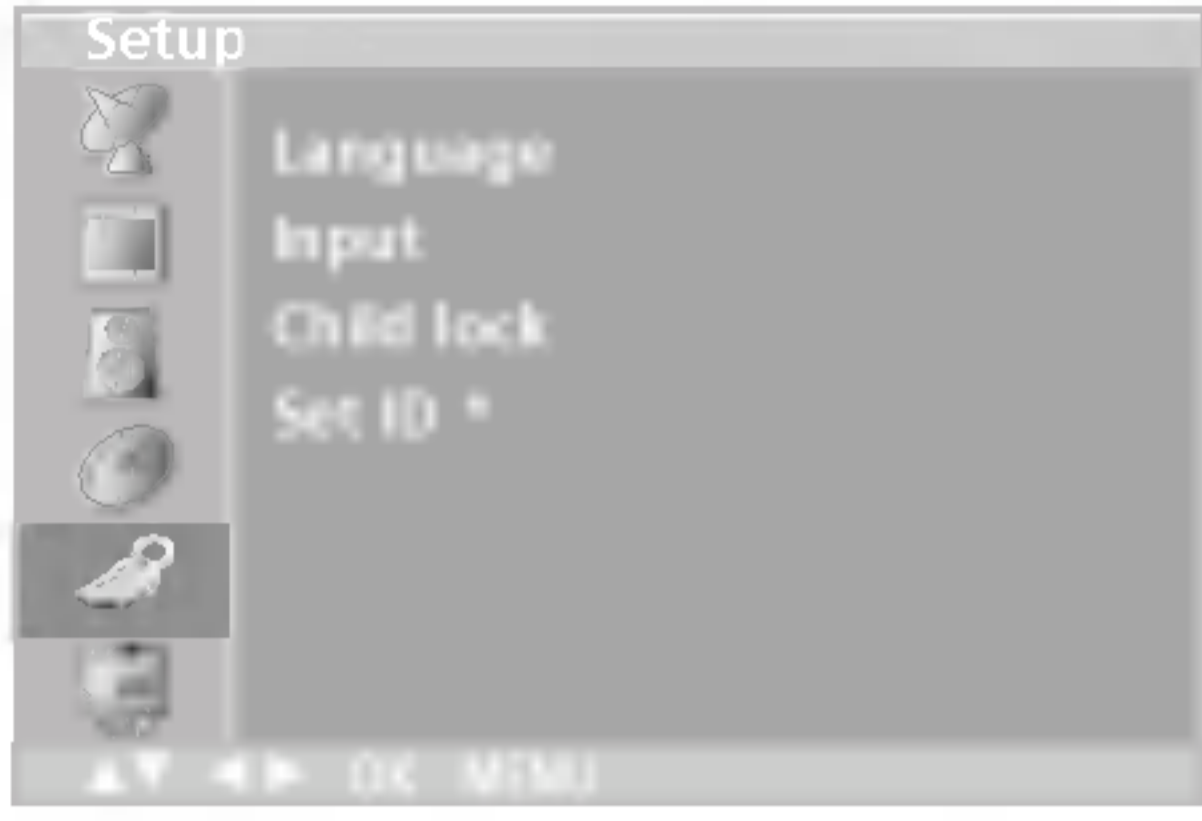 Setup
Language
Input
Child lock
Set ID *
▲▼ ◀▶ OK MENU